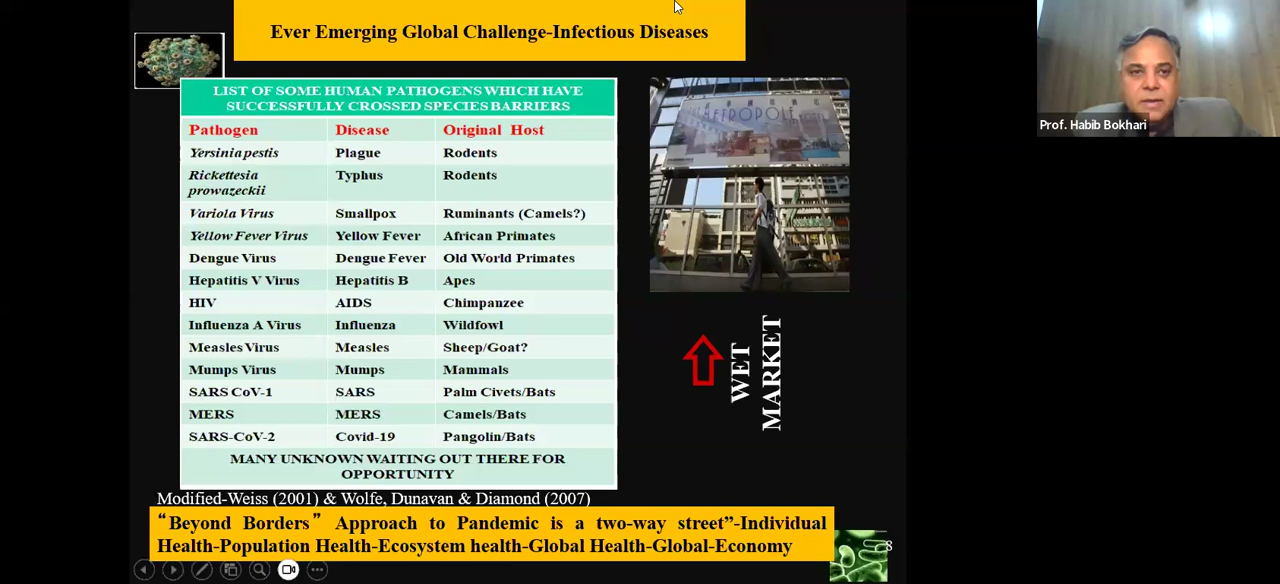 Ever Emerging Global Challenge-Infectious Diseases
LIST OF SOME HUMAN PATHOGENS WHICH HAVE
SUCCESSFULLY CROSSED SPECIES BARRIERS
Pathogen Disease Original Host
Yersinia pestis Plague Rodents
Rickettesia
prowazeckii Typhus Rodents
Variola Virus Smallpox Ruminants (Camels?)
Yellow Fever Virus Yellow Fever African Primates
Dengue Virus Dengue Fever Old World Primates
Hepatitis V Virus Hepatitis B Apes
HIV AIDS Chimpanzee
Influenza A Virus Influenza Wildfowl
Measles Virus Measles Sheep/Goat?
Mumps Virus Mumps Mammals
SARS CoV-1 SARS Palm Civets/Bats
MERS MERS Camels/Bats
SARS-CoV-2 Covid-19 Pangolin/Bats
MANY UNKNOWN WAITING OUT THERE FOR
OPPORTUNITY
Modified-Weiss (2001) & Wolfe, Dunavan & Diamond (2007)
METROPOLE
WET
MARKET
“Beyond Borders” Approach to Pandemic is a two-way street”-Individual
Health-Population Health-Ecosystem health-Global Health-Global-Economy
8
Prof. Habib Bokhari